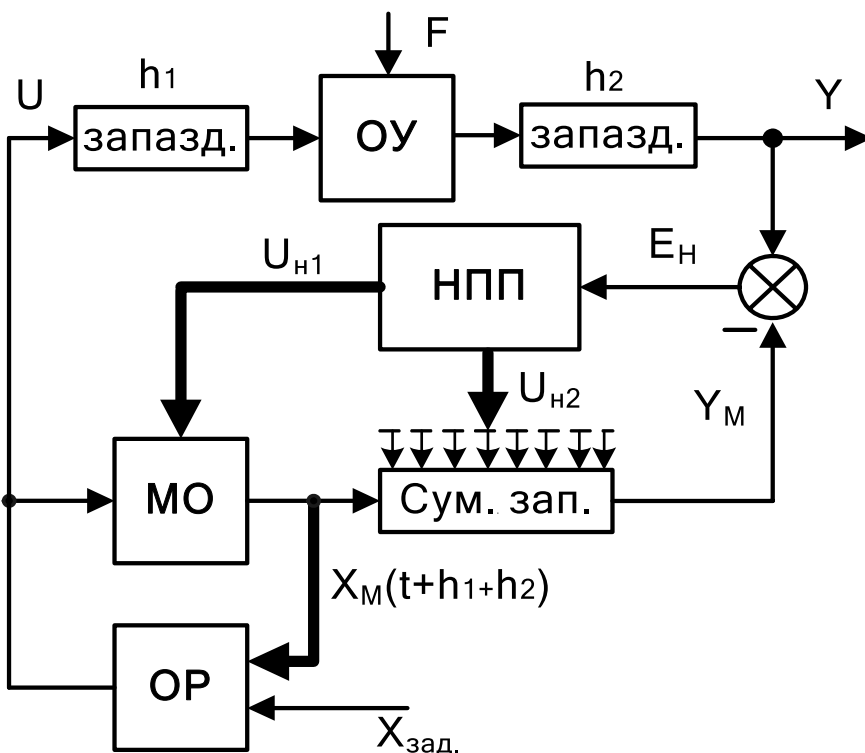 F
h1
h2
U
Y
запазд.
ОУ
запазд.
Uн1
НПП
EН
Uн2
YМ
МО
Сум. зап.
XМ(t+h1+h2)
ОР
Xзад.